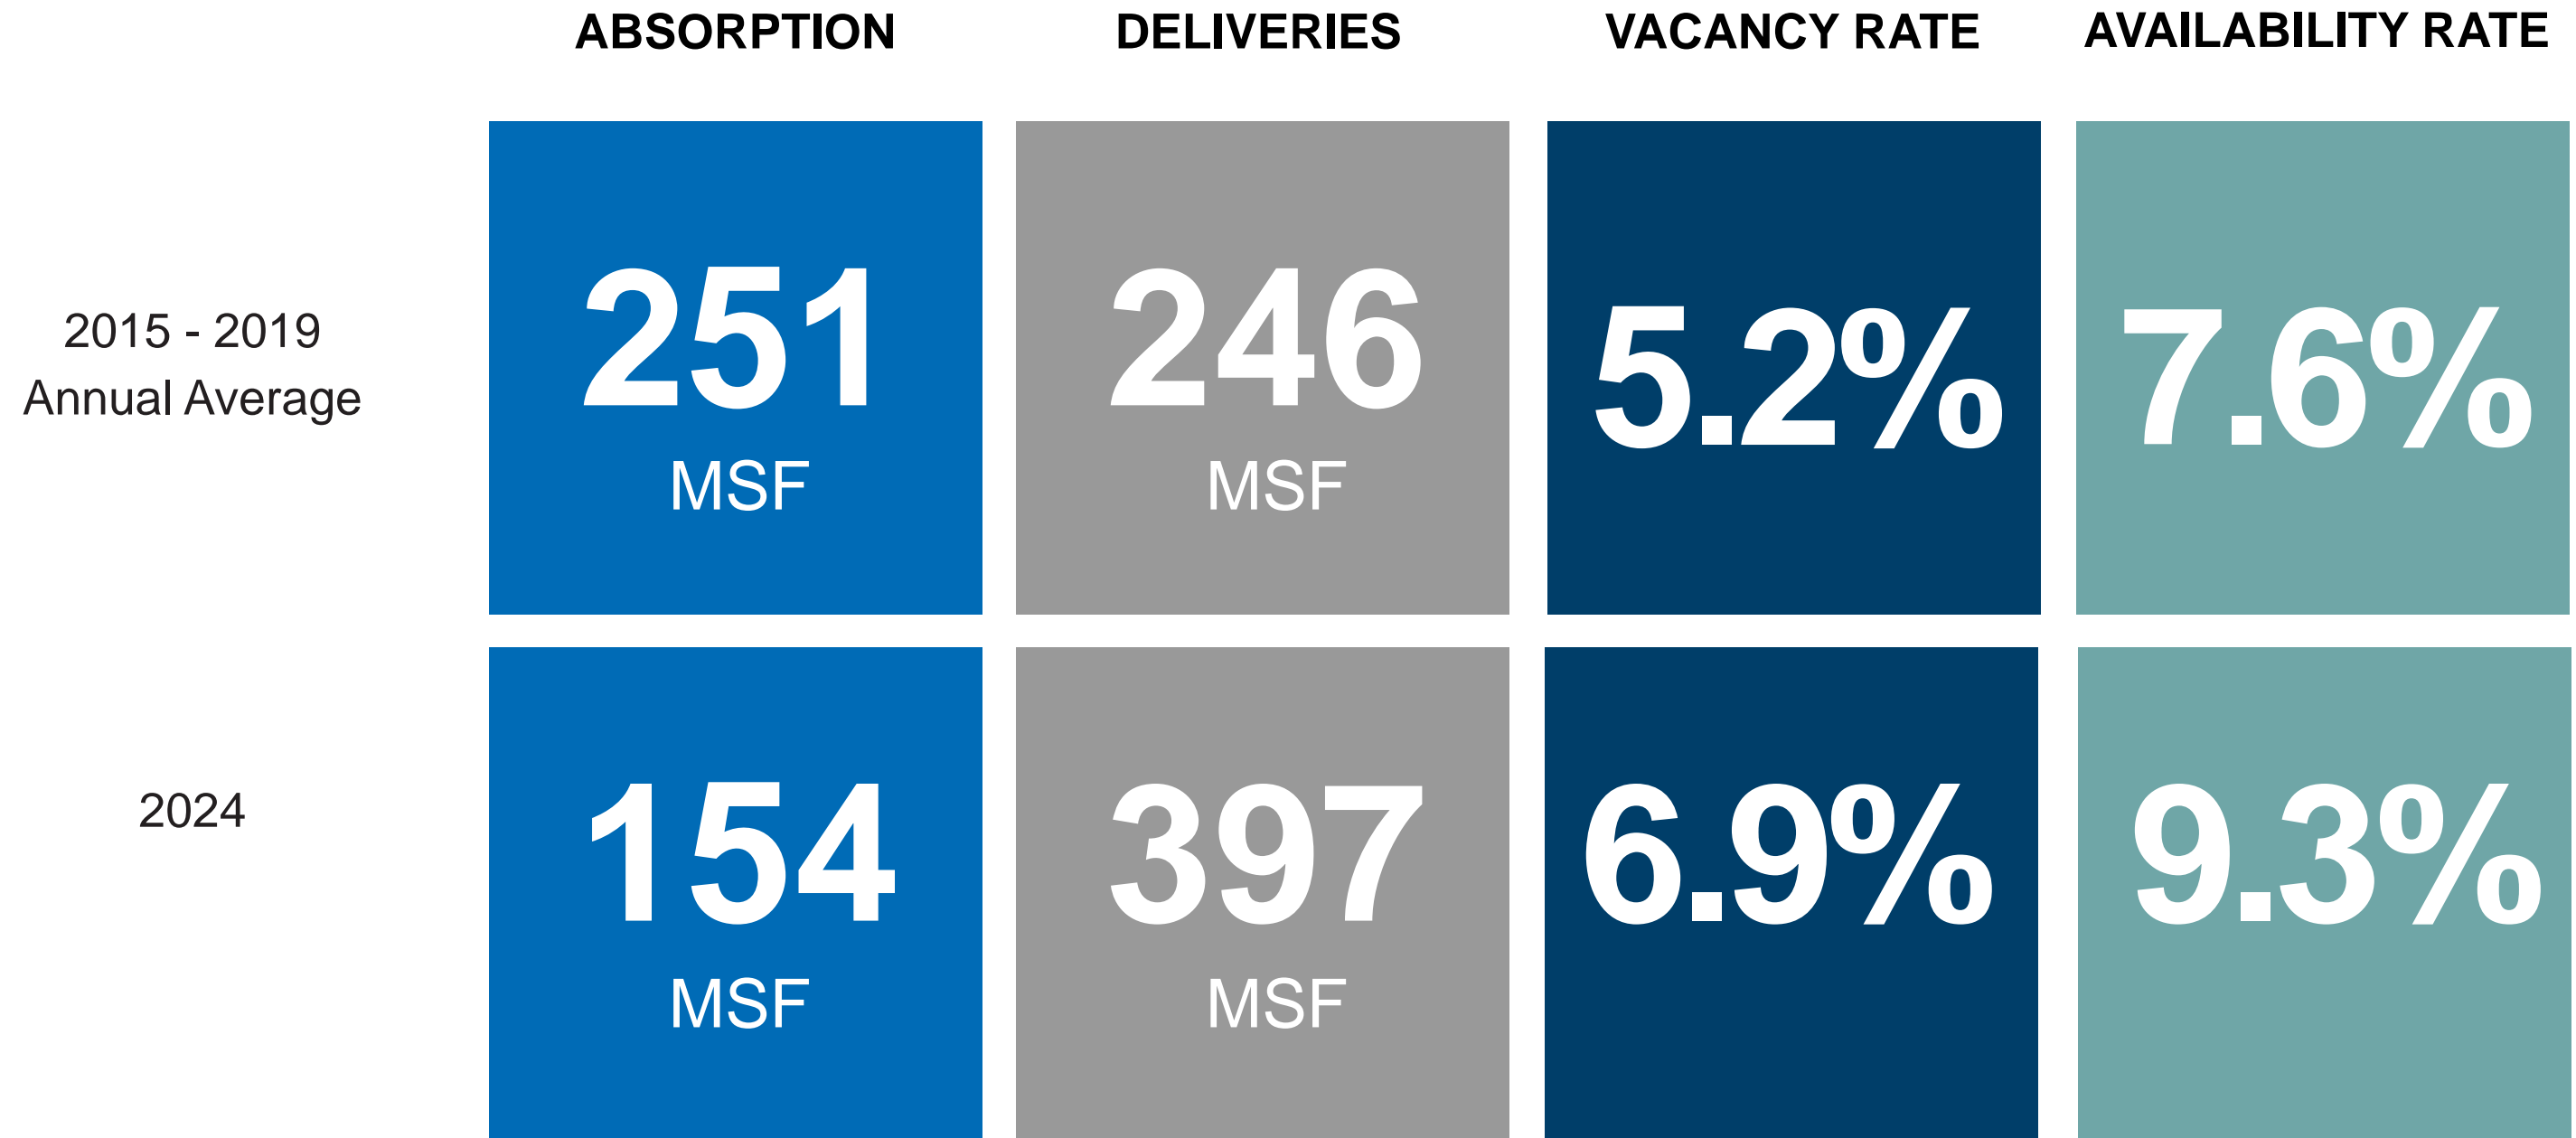 ABSORPTION DELIVERIES VACANCY RATE AVAILABILITY RATE
2015 - 2019
Annual Average
251
MSF
246
MSF
5.2%
7.6%
2024
154
MSF
397
MSF
6.9%
9.3%